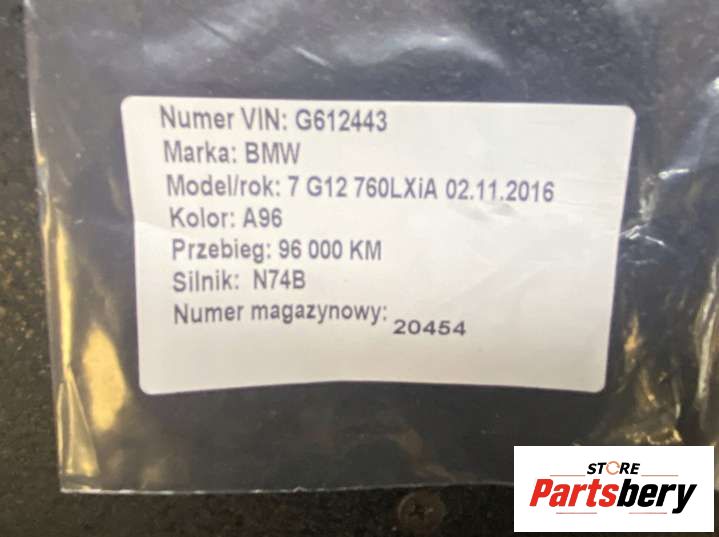 Numer VIN: G612443
Marka: BMW
Model/rok: 7 G12 760LXiA 02.11.2016
Kolor: A96
Przebieg: 96 000 KM
Silnik: N74B
Numer magazynowy: 20454
STORE
Partsbery